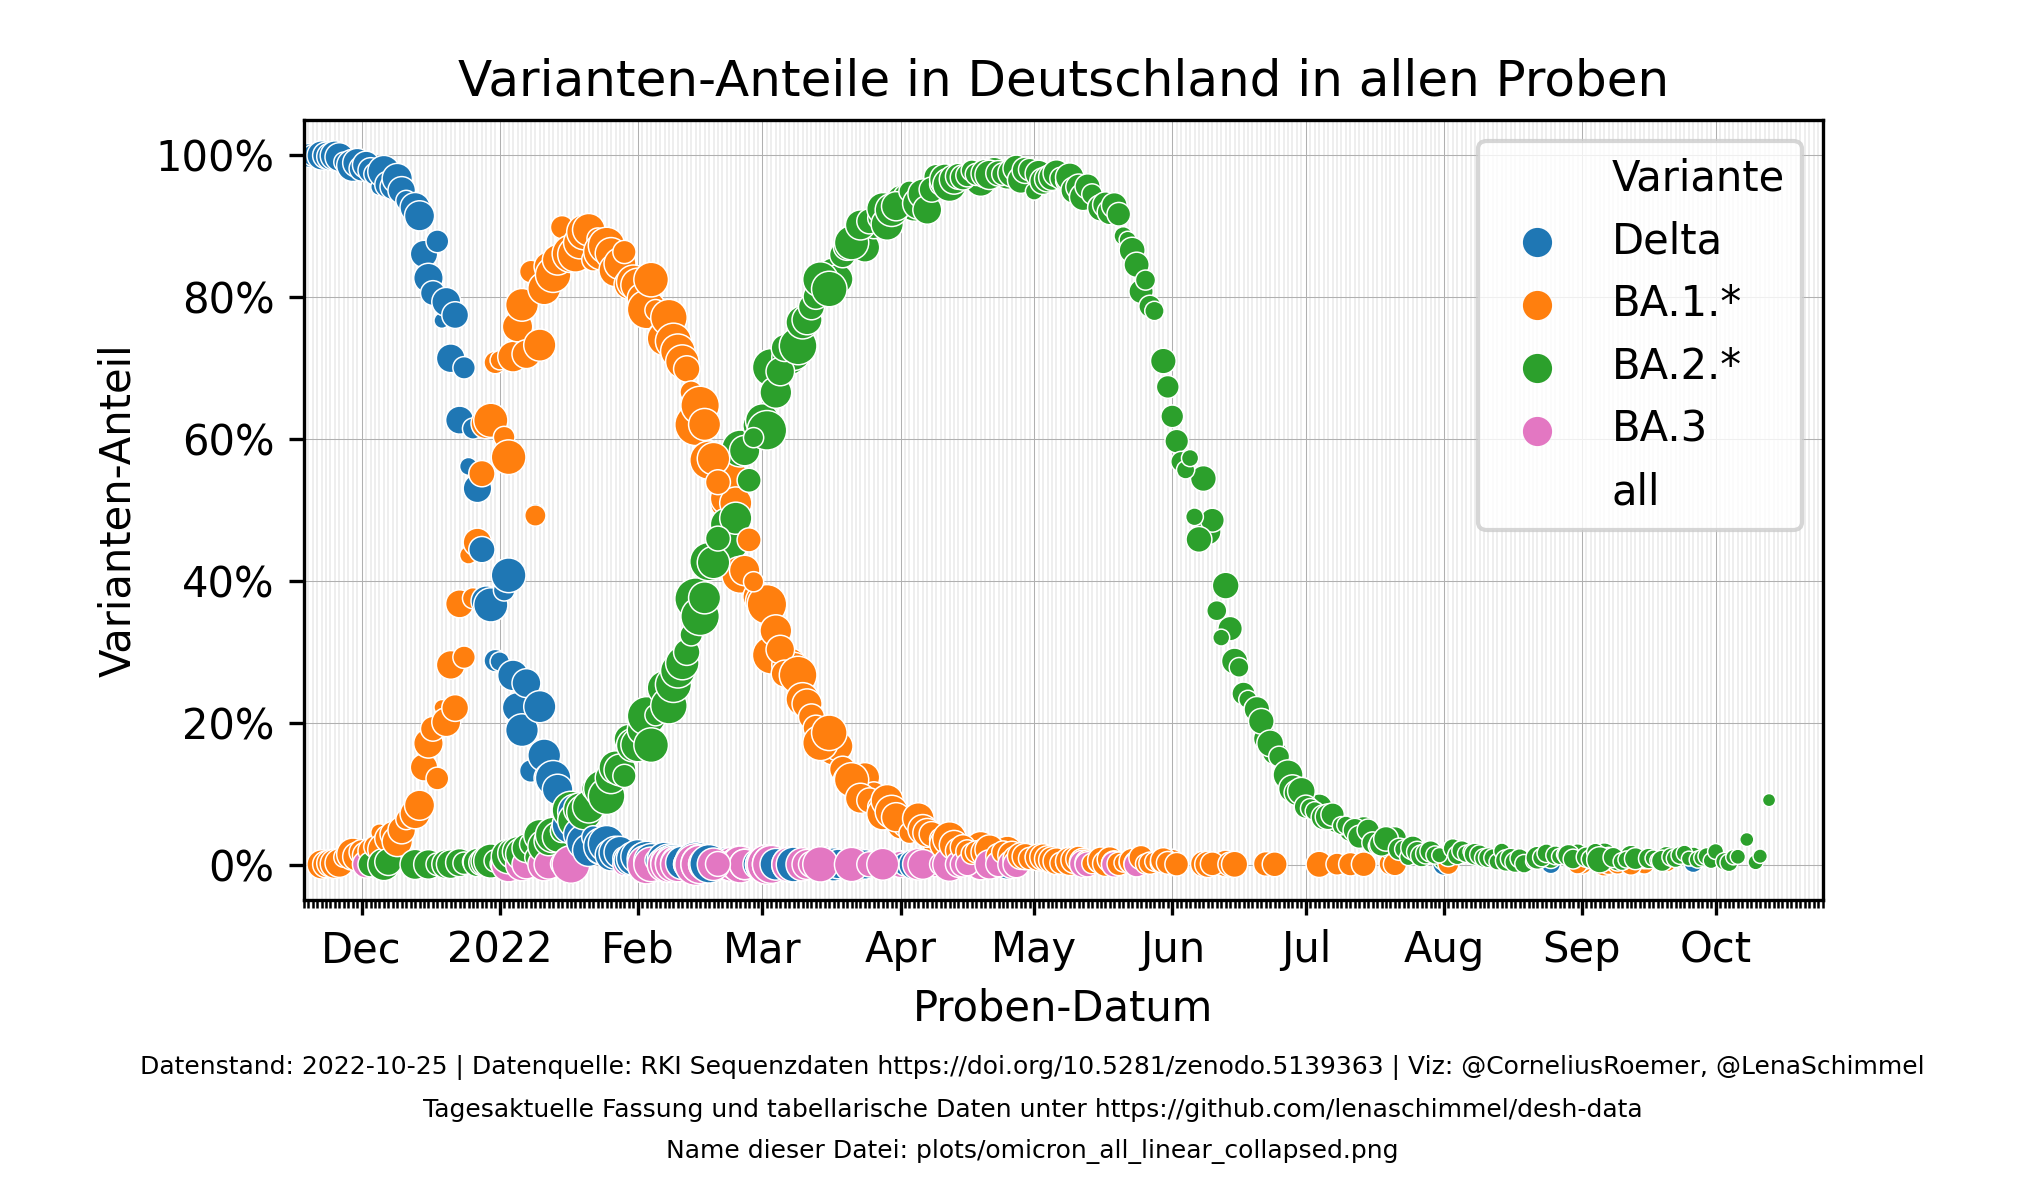 Varianten-Anteile in Deutschland in allen Proben
Varianten-Anteil
100%
80%
60%
40%
20%
0%
Variante
Delta
BA.1.*
BA.2.*
BA.3
all
Dec 2022 Feb Mar Apr May Jun Jul Aug Sep Oct
Proben-Datum
Datenstand: 2022-10-25 | Datenquelle: RKI Sequenzdaten https://doi.org/10.5281/zenodo.5139363 | Viz: @CorneliusRoemer, @LenaSchimmel
Tagesaktuelle Fassung und tabellarische Daten unter https://github.com/lenaschimmel/desh-data
Name dieser Datei: plots/omicron_all_linear_collapsed.png